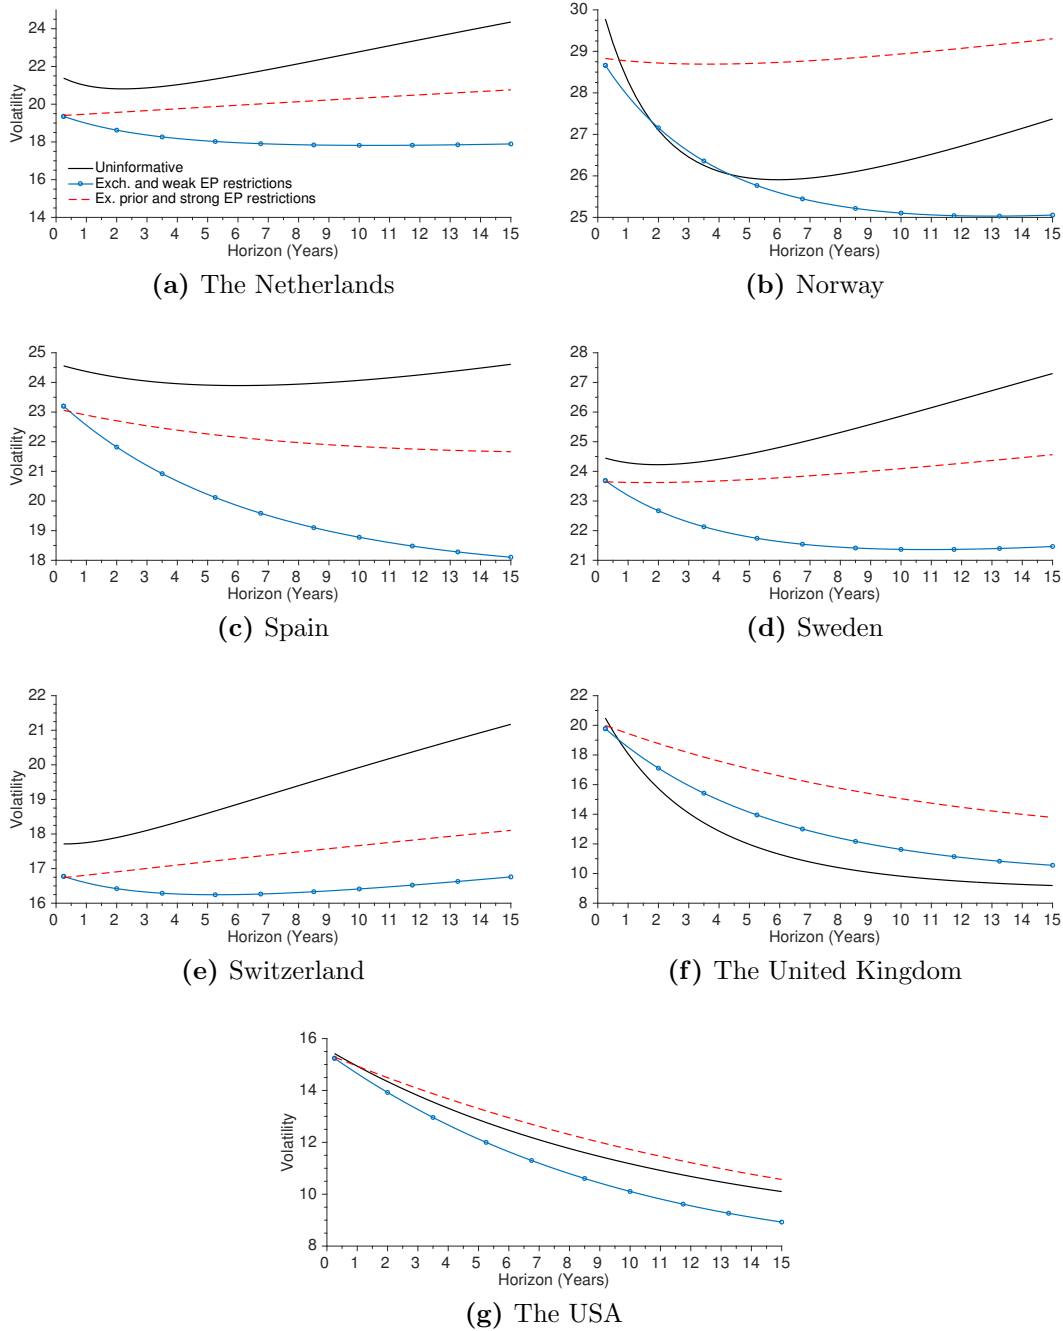 24
22
20
18
16
14
Volatility
Uninformative
Exch. and weak EP restrictions
Ex. prior and strong EP restrictions
0 1 2 3 4 5 6 7 8 9 10 11 12 13 14 15
Horizon (Years)
(a) The Netherlands
30
29
28
27
26
25
0 1 2 3 4 5 6 7 8 9 10 11 12 13 14 15
Horizon (Years)
(b) Norway
25
24
23
22
21
20
19
18
Volatility
0 1 2 3 4 5 6 7 8 9 10 11 12 13 14 15
Horizon (Years)
(c) Spain
28
27
26
25
24
23
22
21
0 1 2 3 4 5 6 7 8 9 10 11 12 13 14 15
Horizon (Years)
(d) Sweden
22
21
20
19
18
17
16
Volatility
0 1 2 3 4 5 6 7 8 9 10 11 12 13 14 15
Horizon (Years)
(e) Switzerland
22
20
18
16
14
12
10
8
0 1 2 3 4 5 6 7 8 9 10 11 12 13 14 15
Horizon (Years)
(f) The United Kingdom
16
14
12
10
8
Volatility
0 1 2 3 4 5 6 7 8 9 10 11 12 13 14 15
Horizon (Years)
(g) The USA